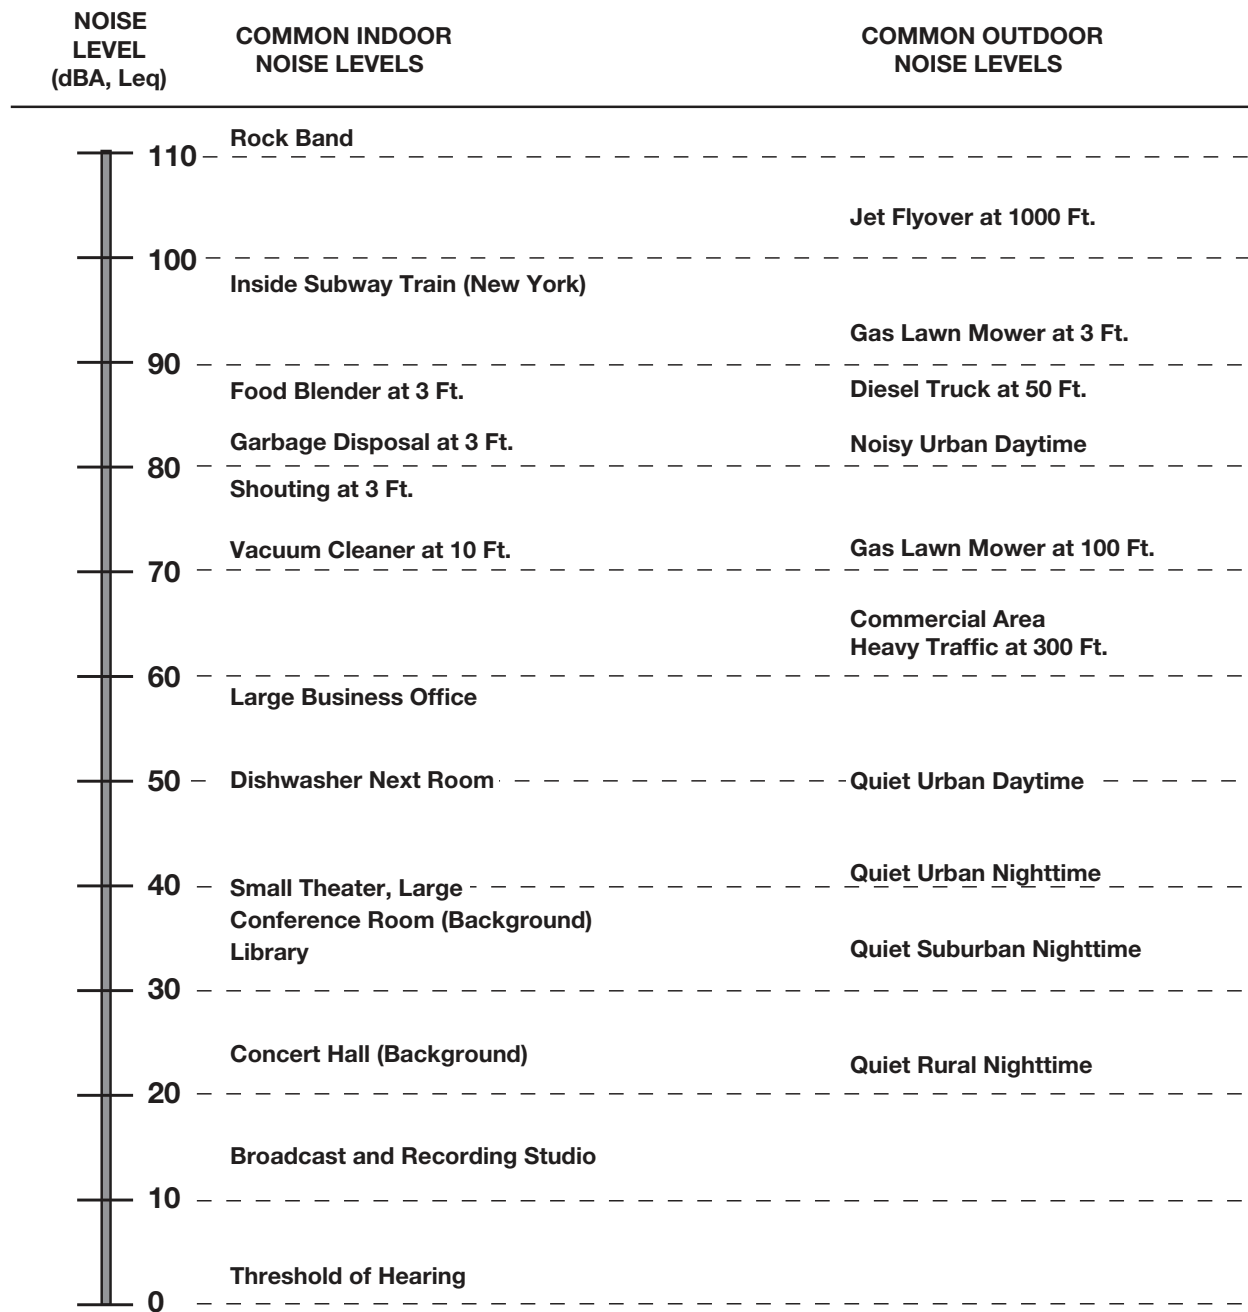 NOISE
LEVEL
(dBA, Leq)
COMMON INDOOR
NOISE LEVELS
COMMON OUTDOOR
NOISE LEVELS
Rock Band
110
Jet Flyover at 1000 Ft.
100
Inside Subway Train (New York)
Gas Lawn Mower at 3 Ft.
90
Food Blender at 3 Ft.
Diesel Truck at 50 Ft.
Garbage Disposal at 3 Ft.
Noisy Urban Daytime
80
Shouting at 3 Ft.
Vacuum Cleaner at 10 Ft.
Gas Lawn Mower at 100 Ft.
70
Commercial Area
Heavy Traffic at 300 Ft.
60
Large Business Office
50
Dishwasher Next Room
Quiet Urban Daytime
Quiet Urban Nighttime
40
Small Theater, Large
Conference Room (Background)
Library
Quiet Suburban Nighttime
30
Concert Hall (Background)
Quiet Rural Nighttime
20
Broadcast and Recording Studio
10
Threshold of Hearing
0